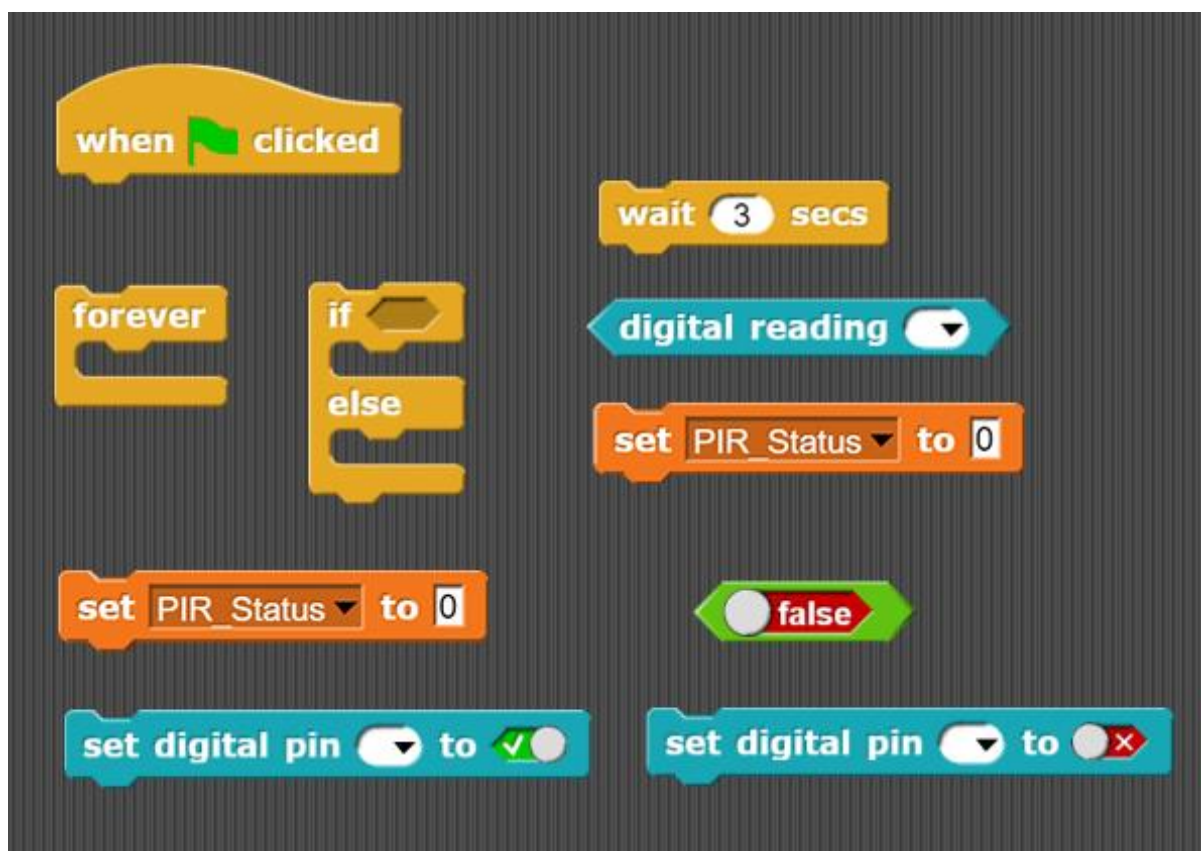 when clicked
wait 3 secs
forever
if
digital reading
else
set PIR_Status to 0
set PIR_Status to 0
false
set digital pin to
set digital pin to